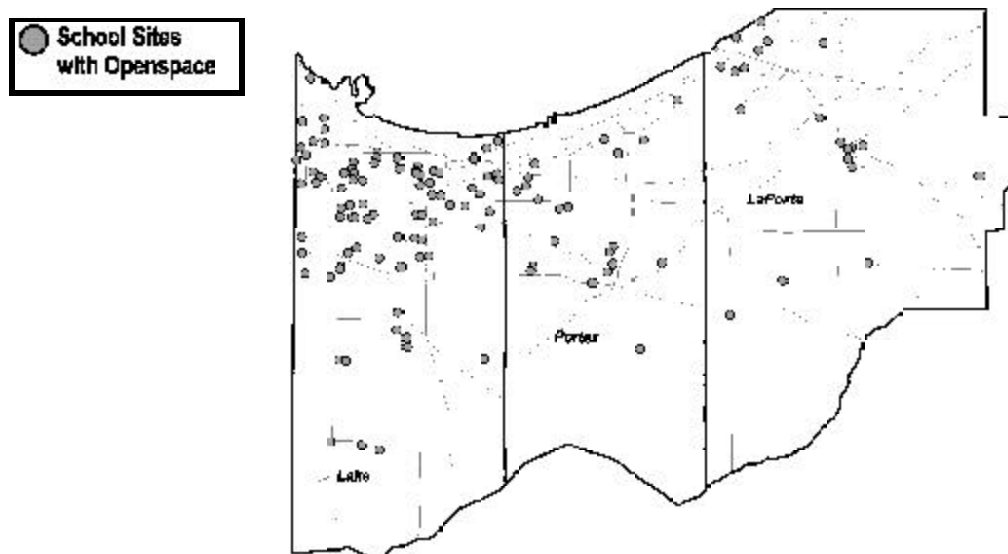 School Sites
with Openspace
LaPorte
Porter
Lake